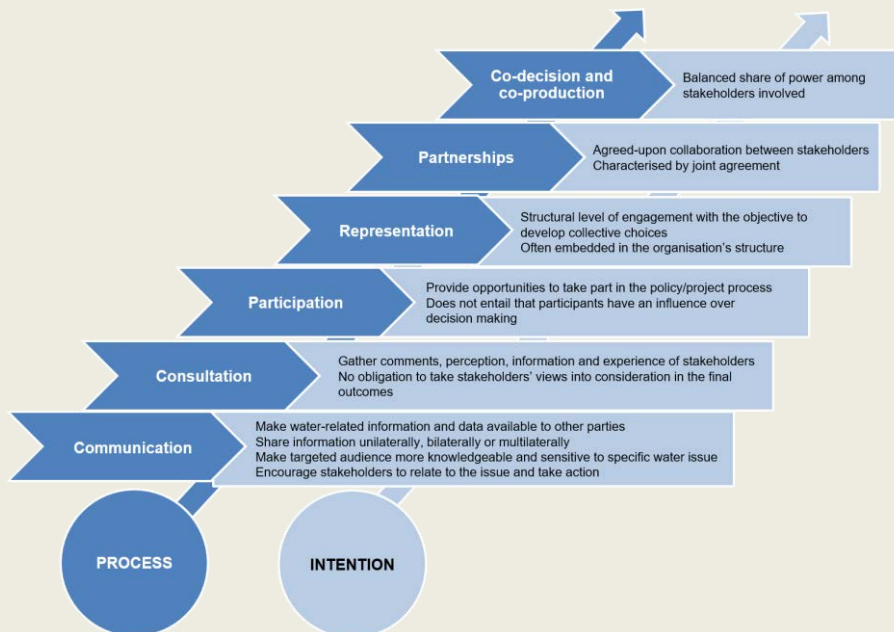 Co-decision and
co-production
Balanced share of power among
stakeholders involved
Partnerships
Agreed-upon collaboration between stakeholders
Characterised by joint agreement
Representation
Structural level of engagement with the objective to
develop collective choices
Often embedded in the organisation's structure
Participation
Provide opportunities to take part in the policy/project process
Does not entail that participants have an influence over
decision making
Consultation
Gather comments, perception, information and experience of stakeholders
No obligation to take stakeholders' views into consideration in the final
outcomes
Communication
Make water-related information and data available to other parties
Share information unilaterally, bilaterally or multilaterally
Make targeted audience more knowledgeable and sensitive to specific water issue
Encourage stakeholders to relate to the issue and take action
PROCESS
INTENTION